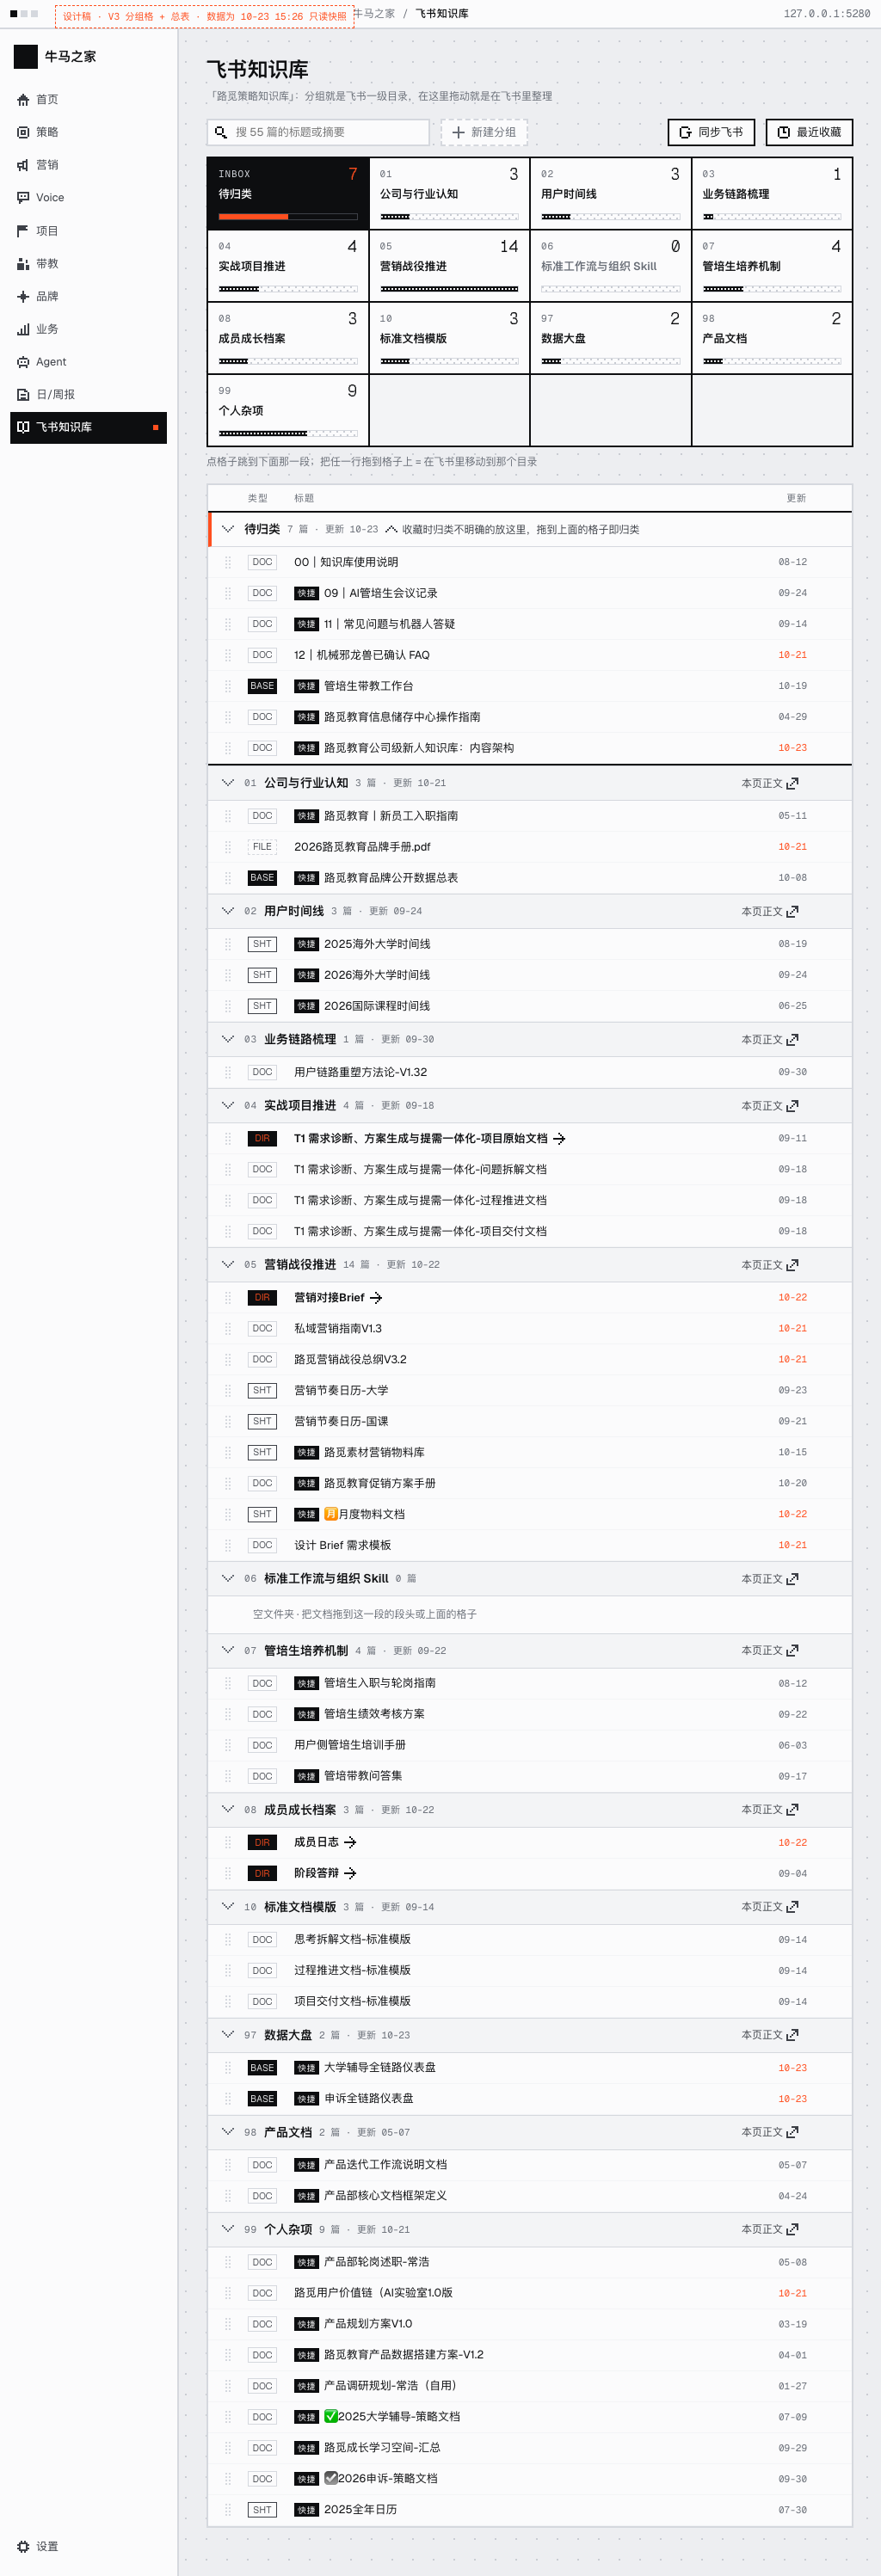 设计稿 · V3 分组格 + 总表 · 数据为 10-23 15:26 只读快照
牛马之家 / 飞书知识库
127.0.0.1:5280
牛马之家
首页
策略
营销
Voice
项目
带教
品牌
业务
Agent
日/周报
飞书知识库
设置
飞书知识库
「路觅策略知识库」：分组就是飞书一级目录，在这里拖动就是在飞书里整理
搜 55 篇的标题或摘要
新建分组
同步飞书
最近收藏
INBOX 7
待归类
01 3
公司与行业认知
02 3
用户时间线
03 1
业务链路梳理
04 4
实战项目推进
05 14
营销战役推进
06 0
标准工作流与组织 Skill
07 4
管培生培养机制
08 3
成员成长档案
10 3
标准文档模版
97 2
数据大盘
98 2
产品文档
99 9
个人杂项
点格子跳到下面那一段；把任一行拖到格子上 = 在飞书里移动到那个目录
类型 标题 更新
待归类 7 篇 · 更新 10-23 收藏时归类不明确的放这里，拖到上面的格子即归类
DOC 00丨知识库使用说明 08-12
DOC 快捷 09丨AI管培生会议记录 09-24
DOC 快捷 11丨常见问题与机器人答疑 09-14
DOC 12丨机械邪龙兽已确认 FAQ 10-21
BASE 快捷 管培生带教工作台 10-19
DOC 快捷 路觅教育信息储存中心操作指南 04-29
DOC 快捷 路觅教育公司级新人知识库：内容架构 10-23
01 公司与行业认知 3 篇 · 更新 10-21 本页正文
DOC 快捷 路觅教育丨新员工入职指南 05-11
FILE 2026路觅教育品牌手册.pdf 10-21
BASE 快捷 路觅教育品牌公开数据总表 10-08
02 用户时间线 3 篇 · 更新 09-24 本页正文
SHT 快捷 2025海外大学时间线 08-19
SHT 快捷 2026海外大学时间线 09-24
SHT 快捷 2026国际课程时间线 06-25
03 业务链路梳理 1 篇 · 更新 09-30 本页正文
DOC 用户链路重塑方法论-V1.32 09-30
04 实战项目推进 4 篇 · 更新 09-18 本页正文
DIR T1 需求诊断、方案生成与提需一体化-项目原始文档 09-11
DOC T1 需求诊断、方案生成与提需一体化-问题拆解文档 09-18
DOC T1 需求诊断、方案生成与提需一体化-过程推进文档 09-18
DOC T1 需求诊断、方案生成与提需一体化-项目交付文档 09-18
05 营销战役推进 14 篇 · 更新 10-22 本页正文
DIR 营销对接Brief 10-22
DOC 私域营销指南V1.3 10-21
DOC 路觅营销战役总纲V3.2 10-21
SHT 营销节奏日历-大学 09-23
SHT 营销节奏日历-国课 09-21
SHT 快捷 路觅素材营销物料库 10-15
DOC 快捷 路觅教育促销方案手册 10-20
SHT 快捷 🈷️月度物料文档 10-22
DOC 设计 Brief 需求模板 10-21
06 标准工作流与组织 Skill 0 篇 本页正文
空文件夹 · 把文档拖到这一段的段头或上面的格子
07 管培生培养机制 4 篇 · 更新 09-22 本页正文
DOC 快捷 管培生入职与轮岗指南 08-12
DOC 快捷 管培生绩效考核方案 09-22
DOC 用户侧管培生培训手册 06-03
DOC 快捷 管培带教问答集 09-17
08 成员成长档案 3 篇 · 更新 10-22 本页正文
DIR 成员日志 10-22
DIR 阶段答辩 09-04
10 标准文档模版 3 篇 · 更新 09-14 本页正文
DOC 思考拆解文档-标准模版 09-14
DOC 过程推进文档-标准模版 09-14
DOC 项目交付文档-标准模版 09-14
97 数据大盘 2 篇 · 更新 10-23 本页正文
BASE 快捷 大学辅导全链路仪表盘 10-23
BASE 快捷 申诉全链路仪表盘 10-23
98 产品文档 2 篇 · 更新 05-07 本页正文
DOC 快捷 产品迭代工作流说明文档 05-07
DOC 快捷 产品部核心文档框架定义 04-24
99 个人杂项 9 篇 · 更新 10-21 本页正文
DOC 快捷 产品部轮岗述职-常浩 05-08
DOC 路觅用户价值链（AI实验室1.0版 10-21
DOC 快捷 产品规划方案V1.0 03-19
DOC 快捷 路觅教育产品数据搭建方案-V1.2 04-01
DOC 快捷 产品调研规划-常浩（自用） 01-27
DOC 快捷 ✅2025大学辅导-策略文档 07-09
DOC 快捷 路觅成长学习空间-汇总 09-29
DOC 快捷 ☑️2026申诉-策略文档 09-30
SHT 快捷 2025全年日历 07-30